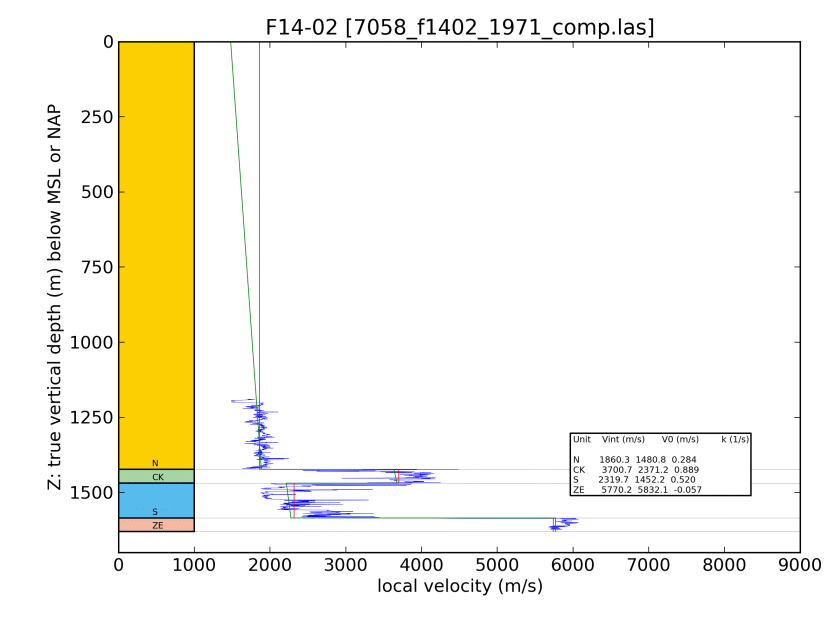 F14-02 [7058_f1402_1971_comp.las]
Z: true vertical depth (m) below MSL or NAP
0
250
500
750
1000
1250
1500
N
CK
S
ZE
Unit Vint (m/s) V0 (m/s) k (1/s)
N 1860.3 1480.8 0.284
CK 3700.7 2371.2 0.889
S 2319.7 1452.2 0.520
ZE 5770.2 5832.1 -0.057
0 1000 2000 3000 4000 5000 6000 7000 8000 9000
local velocity (m/s)